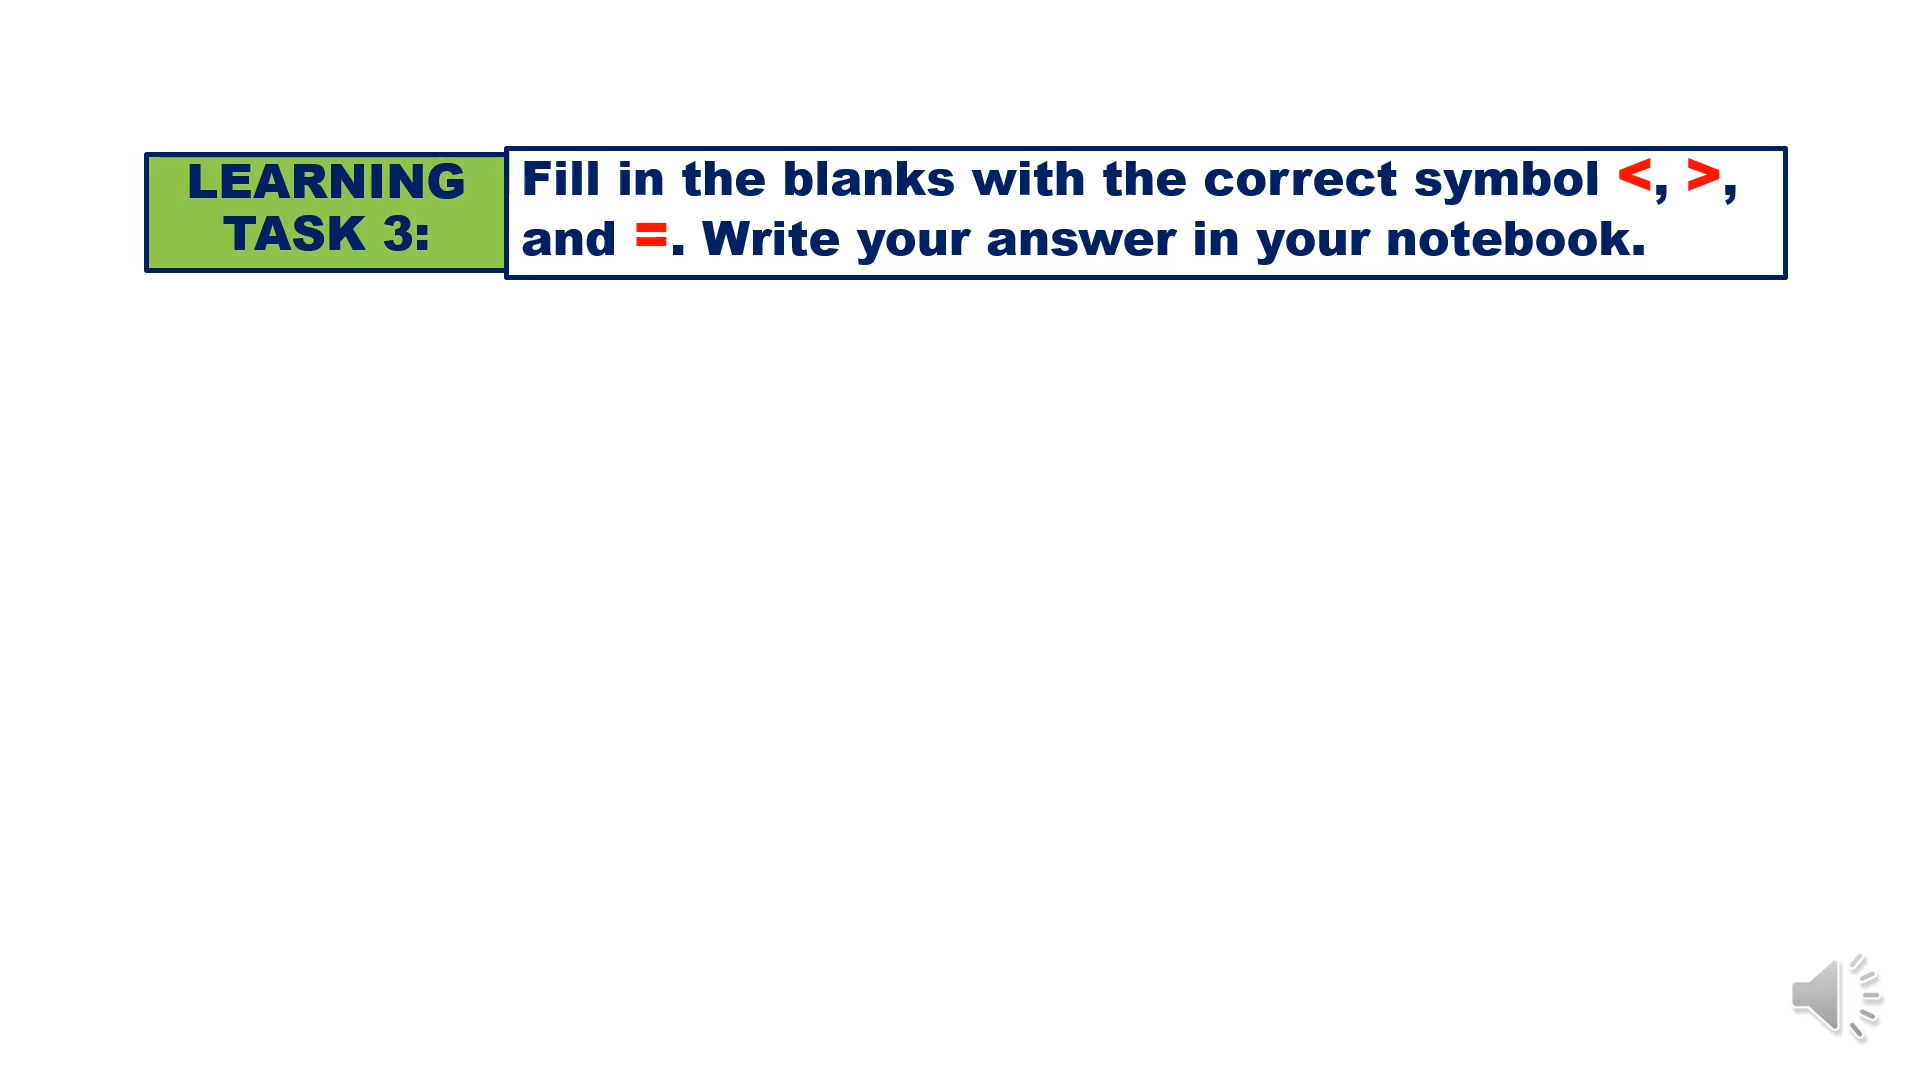 LEARNING
TASK 3:
Fill in the blanks with the correct symbol <, >,
and =. Write your answer in your notebook.